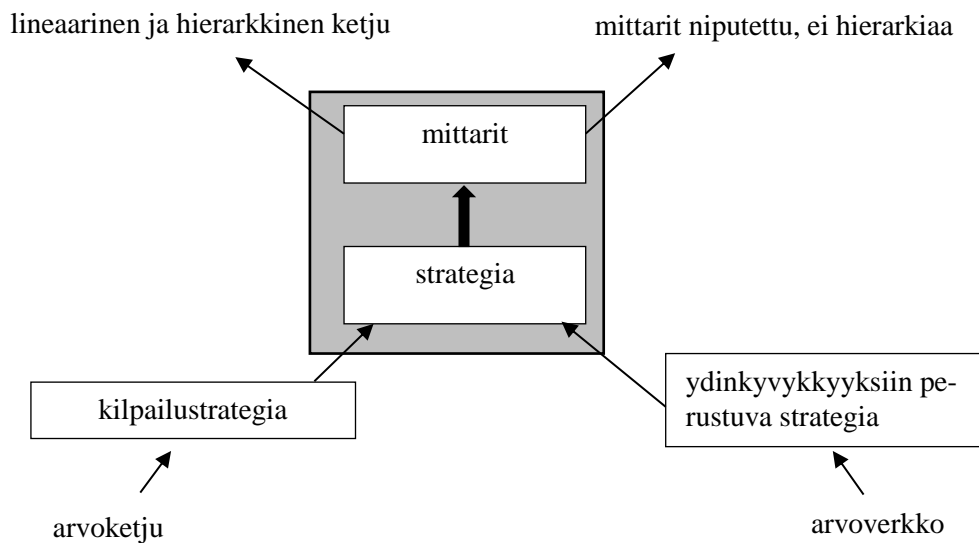 lineaarinen ja hierarkkinen ketju
mittarit niputettu, ei hierarkiaa
mittarit
strategia
kilpailustrategia
ydinkyvykkyyksiin pe-
rustuva strategia
arvoketju
arvoverkko